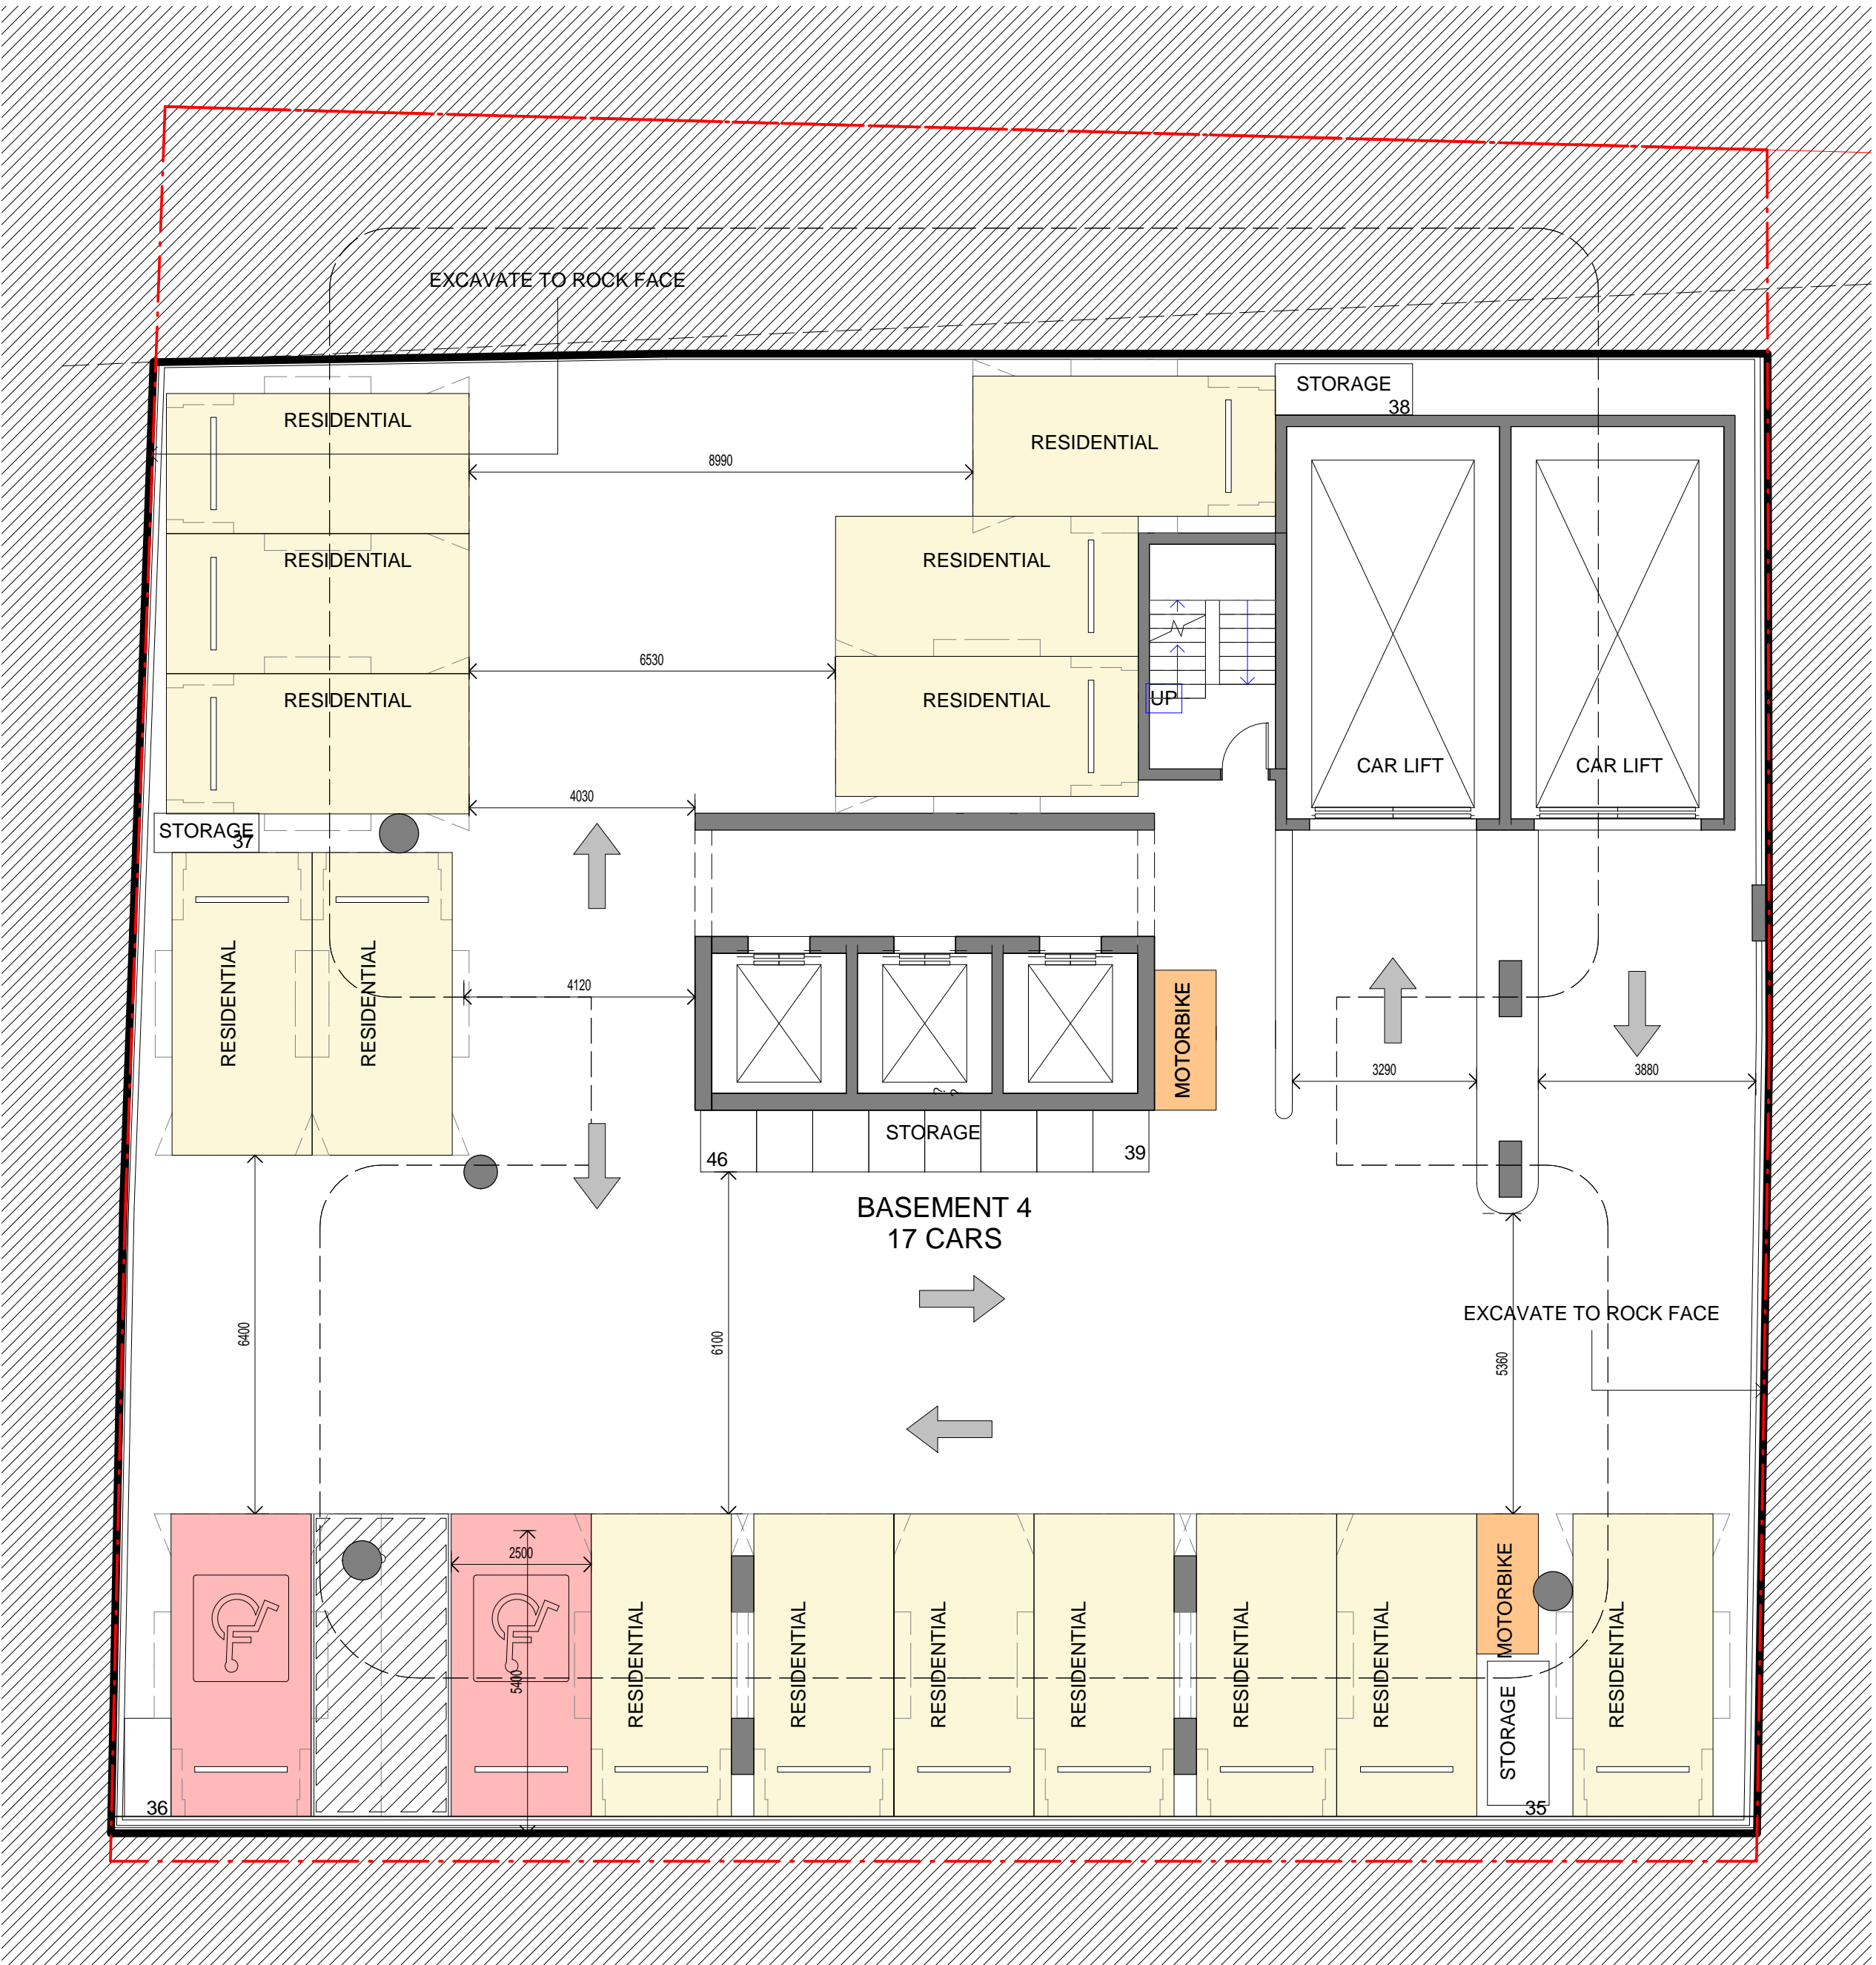 EXCAVATE TO ROCK FACE
STORAGE
38
RESIDENTIAL
RESIDENTIAL
8990
RESIDENTIAL
RESIDENTIAL
6530
RESIDENTIAL
RESIDENTIAL
UP
CAR LIFT
CAR LIFT
4030
STORAGE
37
RESIDENTIAL
RESIDENTIAL
4120
MOTORBIKE
3290
3880
STORAGE
46
39
BASEMENT 4
17 CARS
EXCAVATE TO ROCK FACE
6400
6100
5360
2500
5400
RESIDENTIAL
RESIDENTIAL
RESIDENTIAL
RESIDENTIAL
RESIDENTIAL
RESIDENTIAL
MOTORBIKE
STORAGE
RESIDENTIAL
36
35